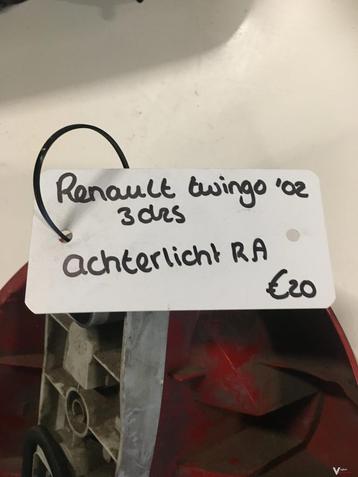 Renault twingo '02
3drs
achterlicht RA
€20